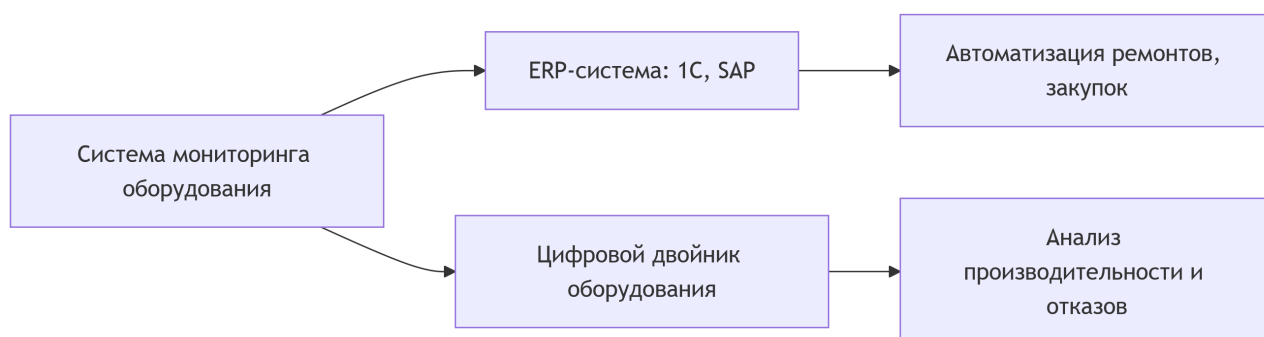 Система мониторинга
оборудования
ERP-система: 1С, SAP
Автоматизация ремонтов,
закупок
Цифровой двойник
оборудования
Анализ
производительности и
отказов